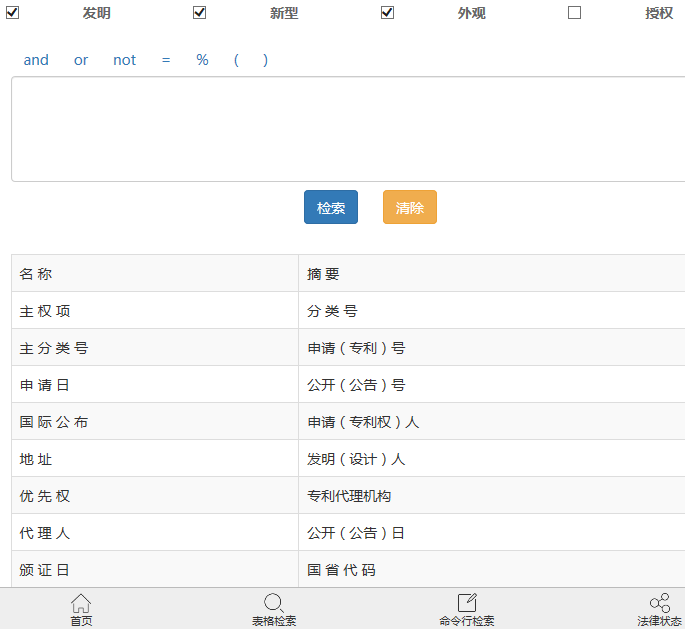 发明 新型 外观 授权
and or not = % ( )
检索 清除
名 称 摘 要
主 权 项 分 类 号
主 分 类 号 申请（专利）号
申 请 日 公开（公告）号
国 际 公 布 申请（专利权）人
地 址 发明（设计）人
优 先 权 专利代理机构
代 理 人 公开（公告）日
颁 证 日 国 省 代 码
首页 表格检索 命令行检索 法律状态